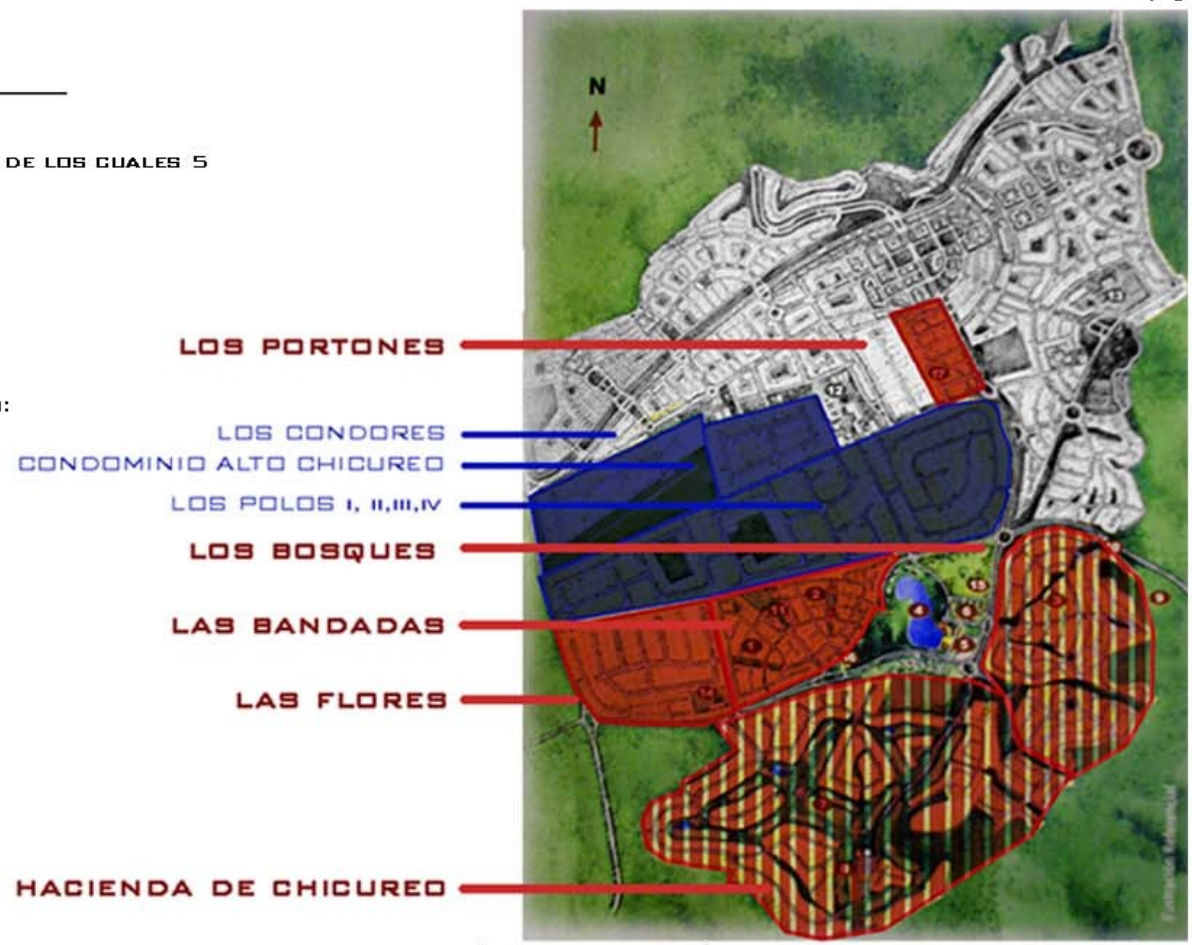 N
DE LOS CUALES 5
LOS PORTONES
LOS CONDORES
CONDOMINIO ALTO CHICUREO
LOS POLOS I, II,III,IV
LOS BOSQUES
LAS BANDADAS
LAS FLORES
HACIENDA DE CHICUREO